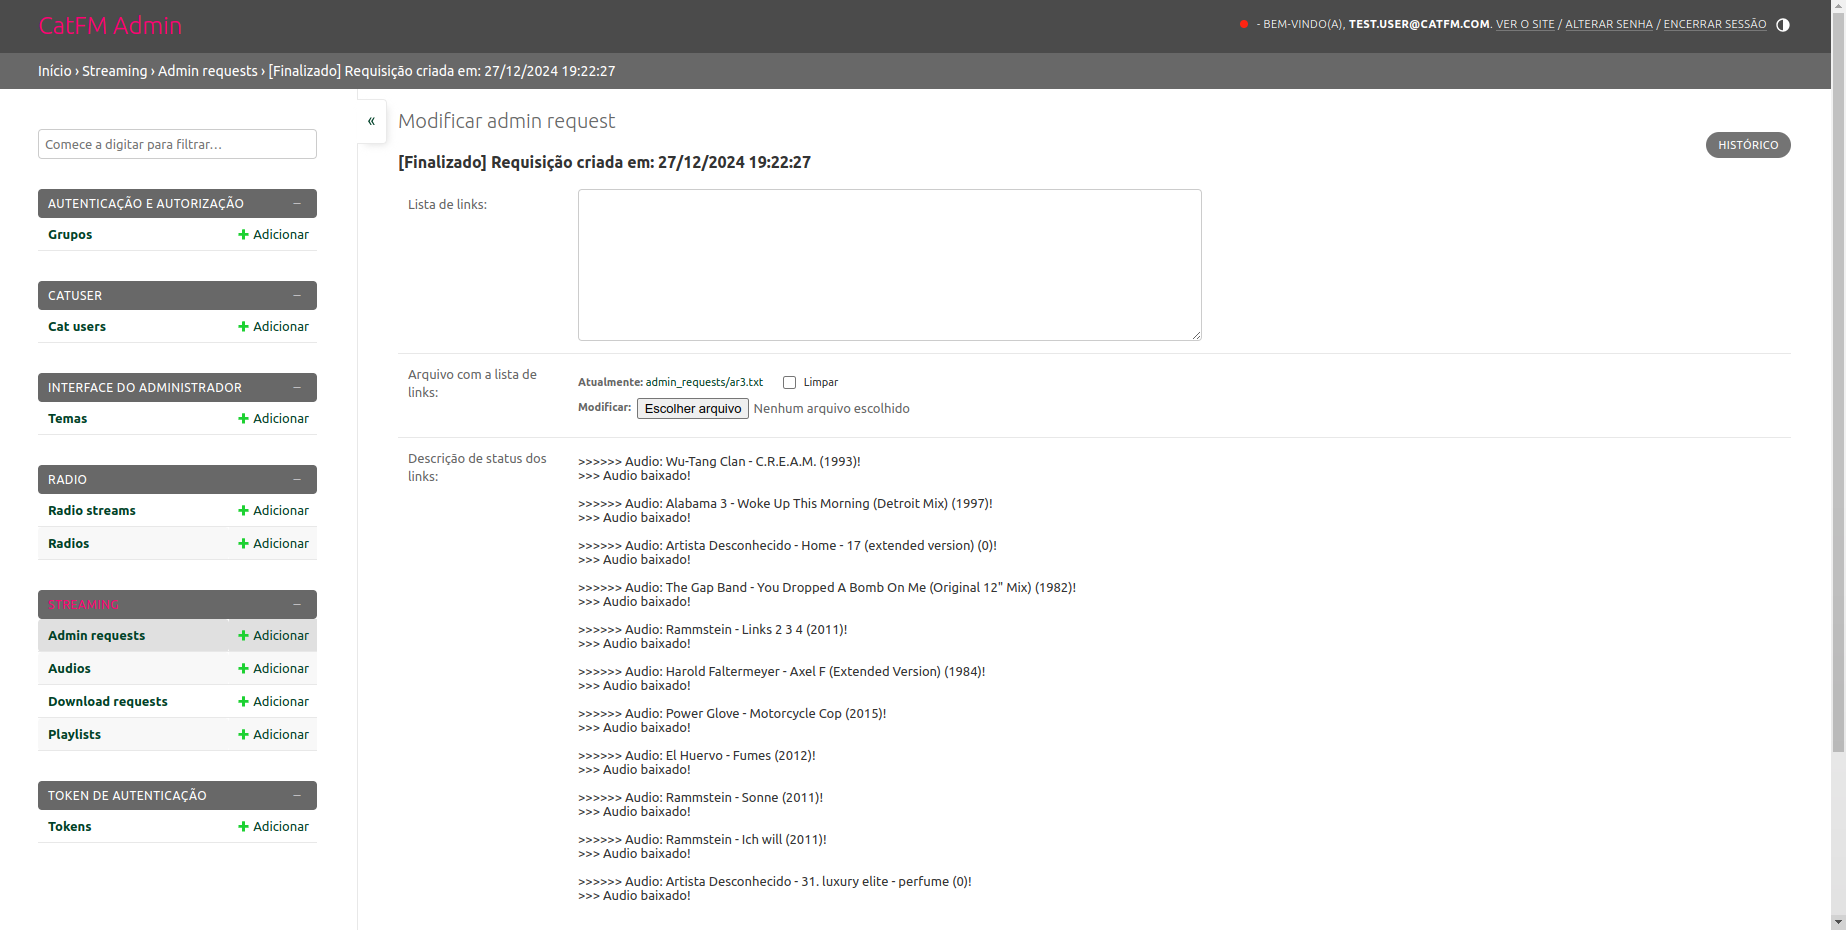 CatFM Admin
- BEM-VINDO(A), TEST.USER@CATFM.COM. VER O SITE / ALTERAR SENHA / ENCERRAR SESSÃO
Início › Streaming › Admin requests › [Finalizado] Requisição criada em: 27/12/2024 19:22:27
Comece a digitar para filtrar…
AUTENTICAÇÃO E AUTORIZAÇÃO –
Grupos + Adicionar
CATUSER –
Cat users + Adicionar
INTERFACE DO ADMINISTRADOR –
Temas + Adicionar
RADIO –
Radio streams + Adicionar
Radios + Adicionar
STREAMING –
Admin requests + Adicionar
Audios + Adicionar
Download requests + Adicionar
Playlists + Adicionar
TOKEN DE AUTENTICAÇÃO –
Tokens + Adicionar
«
Modificar admin request
HISTÓRICO
[Finalizado] Requisição criada em: 27/12/2024 19:22:27
Lista de links:
Arquivo com a lista de
links:
Atualmente: admin_requests/ar3.txt Limpar
Modificar: Escolher arquivo Nenhum arquivo escolhido
Descrição de status dos
links:
>>>>>> Audio: Wu-Tang Clan - C.R.E.A.M. (1993)!
>>> Audio baixado!
>>>>>> Audio: Alabama 3 - Woke Up This Morning (Detroit Mix) (1997)!
>>> Audio baixado!
>>>>>> Audio: Artista Desconhecido - Home - 17 (extended version) (0)!
>>> Audio baixado!
>>>>>> Audio: The Gap Band - You Dropped A Bomb On Me (Original 12" Mix) (1982)!
>>> Audio baixado!
>>>>>> Audio: Rammstein - Links 2 3 4 (2011)!
>>> Audio baixado!
>>>>>> Audio: Harold Faltermeyer - Axel F (Extended Version) (1984)!
>>> Audio baixado!
>>>>>> Audio: Power Glove - Motorcycle Cop (2015)!
>>> Audio baixado!
>>>>>> Audio: El Huervo - Fumes (2012)!
>>> Audio baixado!
>>>>>> Audio: Rammstein - Sonne (2011)!
>>> Audio baixado!
>>>>>> Audio: Rammstein - Ich will (2011)!
>>> Audio baixado!
>>>>>> Audio: Artista Desconhecido - 31. luxury elite - perfume (0)!
>>> Audio baixado!